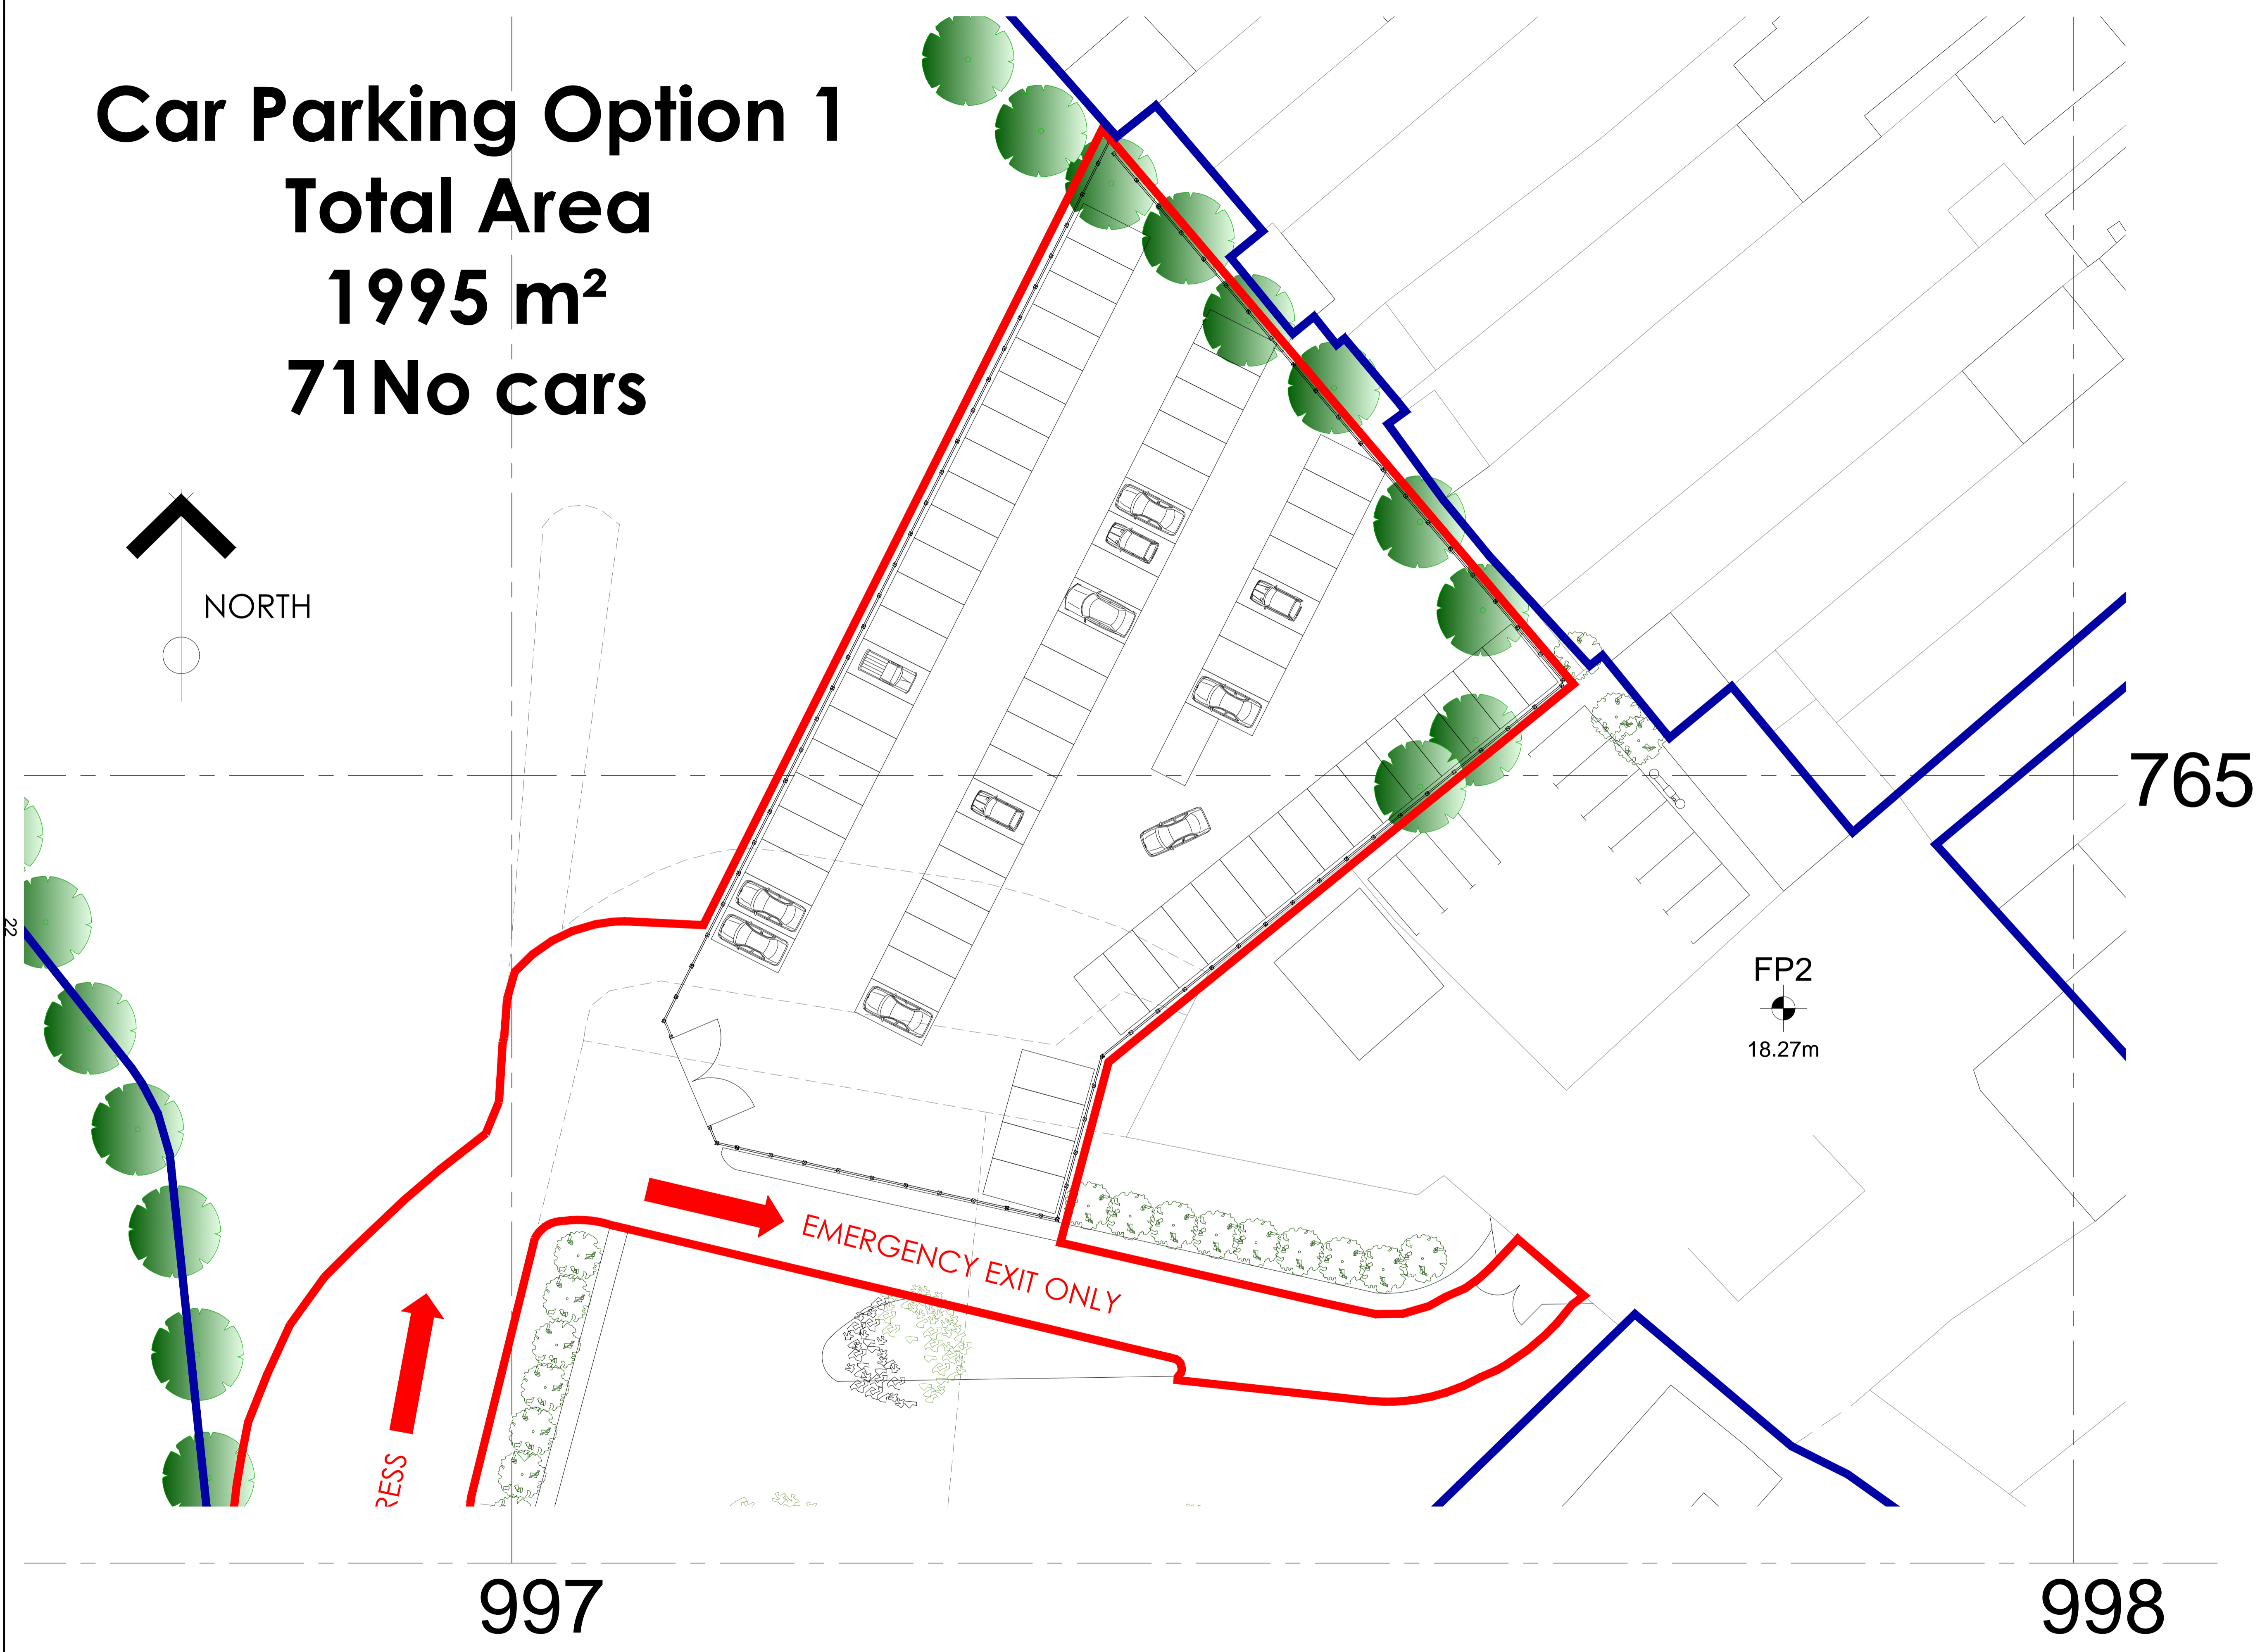 Car Parking Option 1
Total Area
1995 m²
71No cars
NORTH
765
22
FP2
18.27m
EMERGENCY EXIT ONLY
RESS
997
998